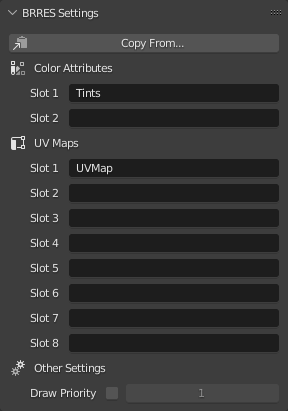 BRRES Settings
Copy From...
Color Attributes
Slot 1 Tints
Slot 2
UV Maps
Slot 1 UVMap
Slot 2
Slot 3
Slot 4
Slot 5
Slot 6
Slot 7
Slot 8
Other Settings
Draw Priority 1